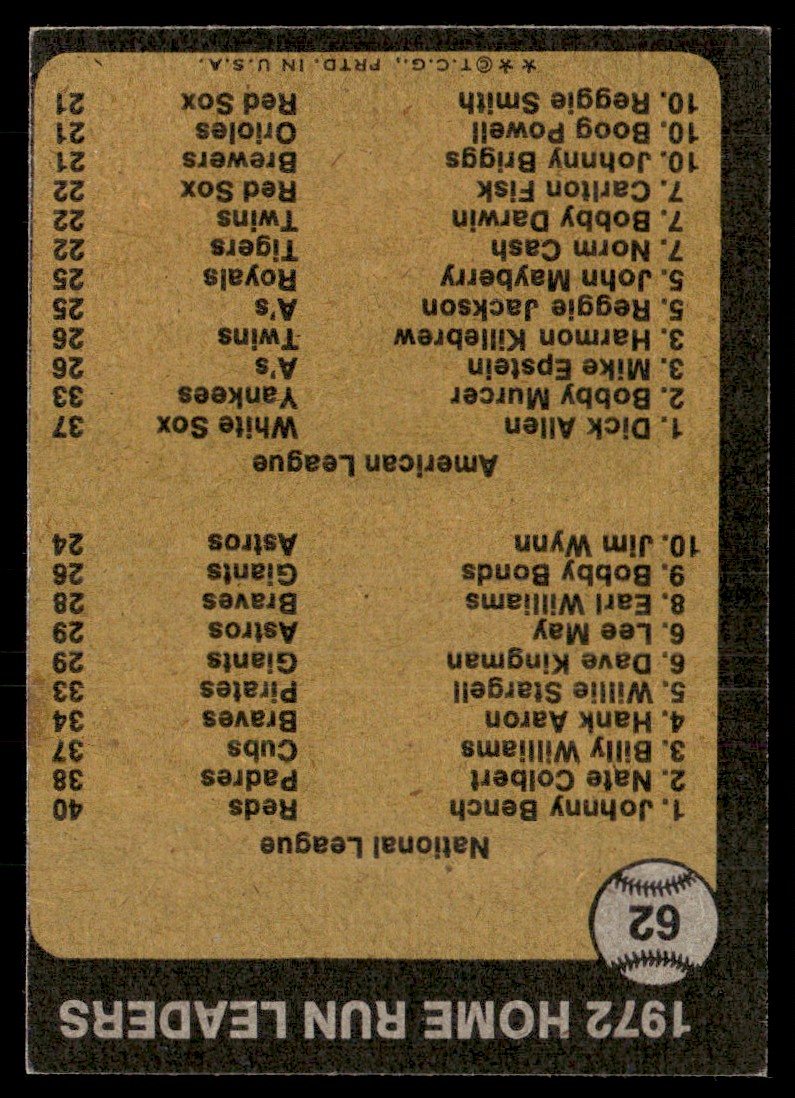 1972 HOME RUN LEADERS
62
National League
1. Johnny Bench Reds 40
2. Nate Colbert Padres 38
3. Billy Williams Cubs 37
4. Hank Aaron Braves 34
5. Willie Stargell Pirates 33
6. Dave Kingman Giants 29
6. Lee May Astros 29
8. Earl Williams Braves 28
9. Bobby Bonds Giants 26
10. Jim Wynn Astros 24
American League
1. Dick Allen White Sox 37
2. Bobby Murcer Yankees 33
3. Mike Epstein A's 26
3. Harmon Killebrew Twins 26
5. Reggie Jackson A's 25
5. John Mayberry Royals 25
7. Norm Cash Tigers 22
7. Bobby Darwin Twins 22
7. Carlton Fisk Red Sox 22
10. Johnny Briggs Brewers 21
10. Boog Powell Orioles 21
10. Reggie Smith Red Sox 21
★★©T.C.G., PRTD. IN U.S.A.